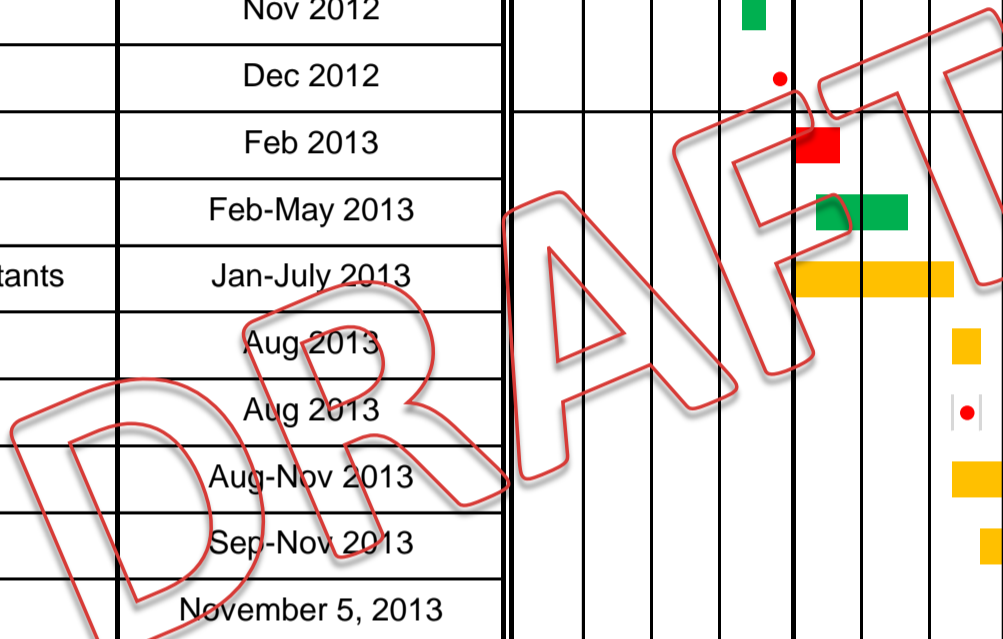 Nov 2012
Dec 2012
Feb 2013
Feb-May 2013
tants Jan-July 2013
Aug 2013
Aug 2013
Aug-Nov 2013
Sep-Nov 2013
November 5, 2013
DRAFT